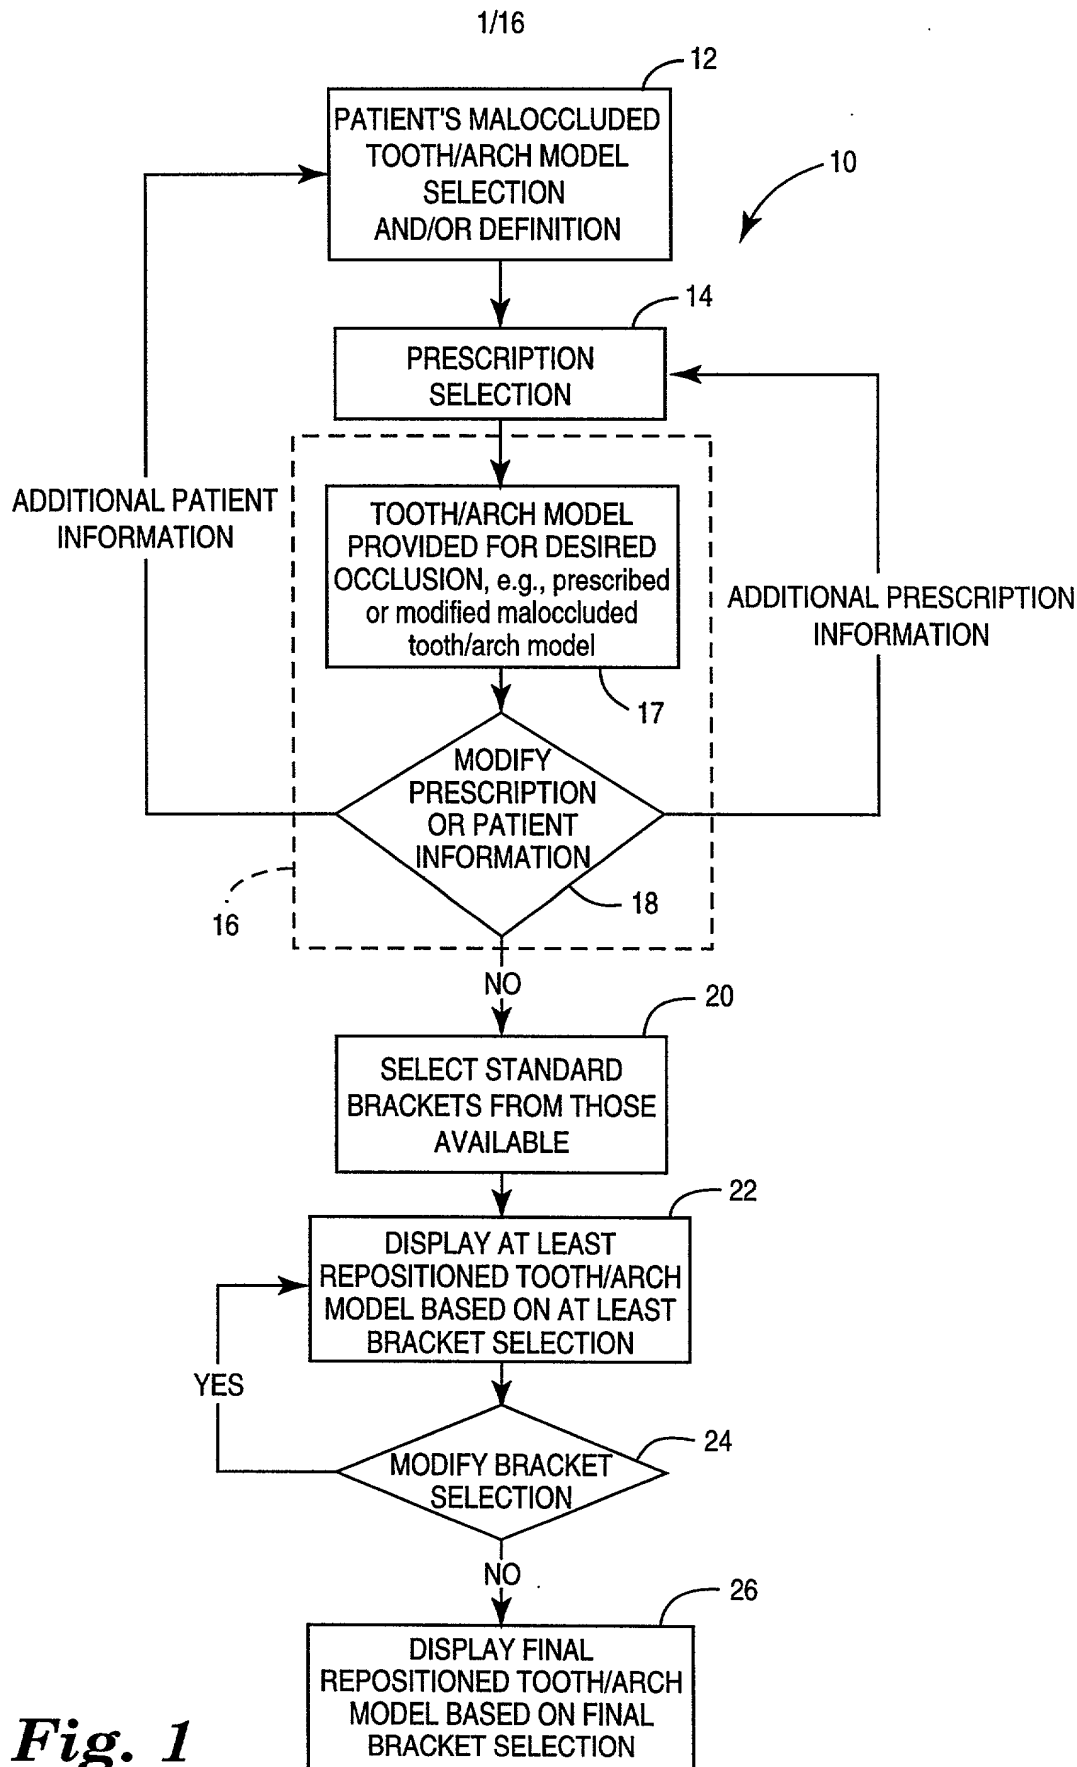 1/16
12
PATIENT'S MALOCCLUDED
TOOTH/ARCH MODEL
SELECTION
AND/OR DEFINITION
10
14
PRESCRIPTION
SELECTION
ADDITIONAL PATIENT
INFORMATION
TOOTH/ARCH MODEL
PROVIDED FOR DESIRED
OCCLUSION, e.g., prescribed
or modified maloccluded
tooth/arch model
ADDITIONAL PRESCRIPTION
INFORMATION
17
MODIFY
PRESCRIPTION
OR PATIENT
INFORMATION
18
16
NO
20
SELECT STANDARD
BRACKETS FROM THOSE
AVAILABLE
22
DISPLAY AT LEAST
REPOSITIONED TOOTH/ARCH
MODEL BASED ON AT LEAST
BRACKET SELECTION
YES
24
MODIFY BRACKET
SELECTION
NO
26
DISPLAY FINAL
REPOSITIONED TOOTH/ARCH
MODEL BASED ON FINAL
BRACKET SELECTION
Fig. 1